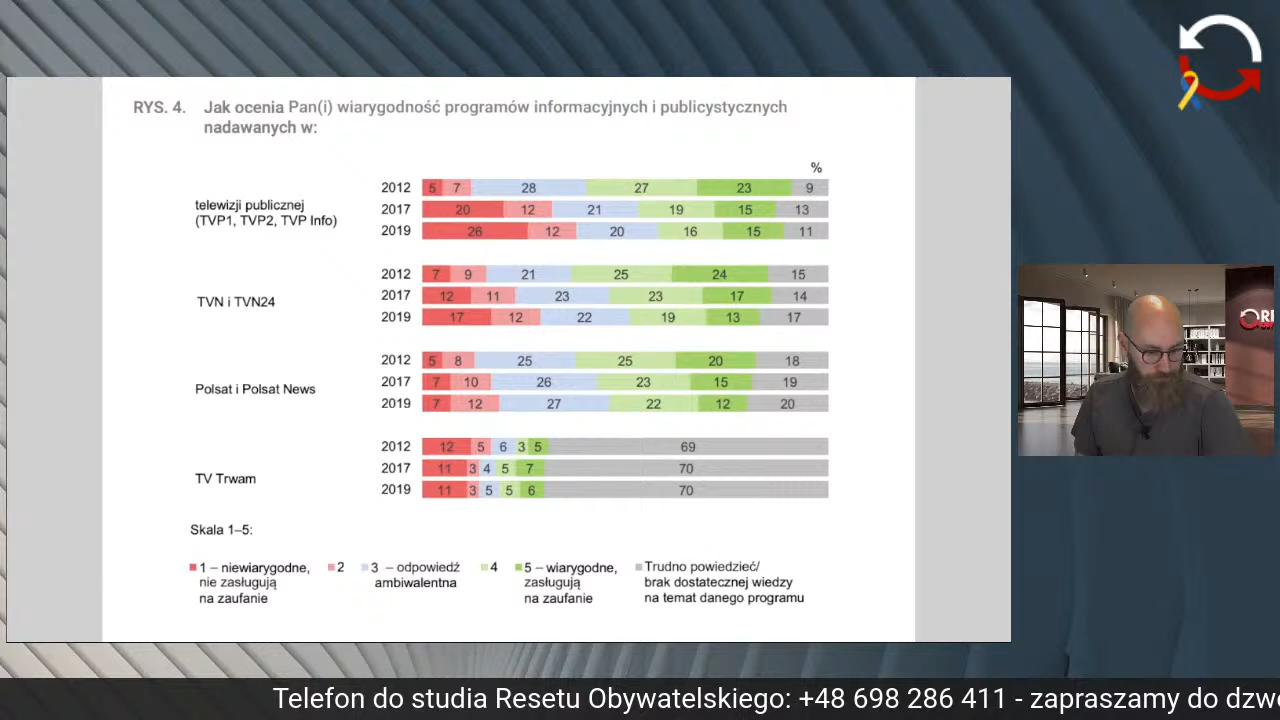 RYS. 4. Jak ocenia Pan(i) wiarygodność programów informacyjnych i publicystycznych
nadawanych w:
%
telewizji publicznej
(TVP1, TVP2, TVP Info)
2012 5 7 28 27 23 9
2017 20 12 21 19 15 13
2019 26 12 20 16 15 11
TVN i TVN24
2012 7 9 21 25 24 15
2017 12 11 23 23 17 14
2019 17 12 22 19 13 17
Polsat i Polsat News
2012 5 8 25 25 20 18
2017 7 10 26 23 15 19
2019 7 12 27 22 12 20
TV Trwam
2012 12 5 6 3 5 69
2017 11 3 4 5 7 70
2019 11 3 5 5 6 70
Skala 1–5:
1 – niewiarygodne, 2 3 – odpowiedź 4 5 – wiarygodne, Trudno powiedzieć/
nie zasługują ambiwalentna zasługują brak dostatecznej wiedzy
na zaufanie na zaufanie na temat danego programu
Telefon do studia Resetu Obywatelskiego: +48 698 286 411 - zapraszamy do dzw